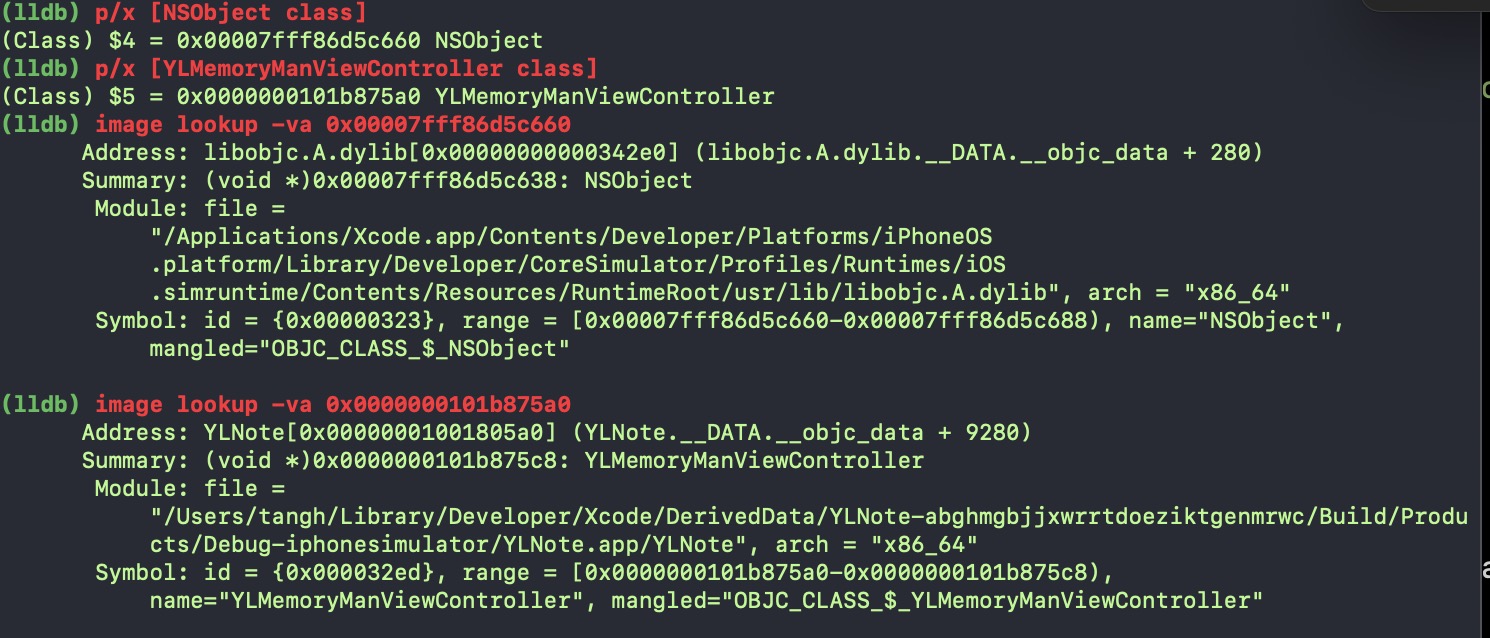 (lldb) p/x [NSObject class]
(Class) $4 = 0x00007fff86d5c660 NSObject
(lldb) p/x [YLMemoryManViewController class]
(Class) $5 = 0x0000000101b875a0 YLMemoryManViewController
(lldb) image lookup -va 0x00007fff86d5c660
Address: libobjc.A.dylib[0x00000000000342e0] (libobjc.A.dylib.__DATA.__objc_data + 280)
Summary: (void *)0x00007fff86d5c638: NSObject
Module: file =
"/Applications/Xcode.app/Contents/Developer/Platforms/iPhoneOS
.platform/Library/Developer/CoreSimulator/Profiles/Runtimes/iOS
.simruntime/Contents/Resources/RuntimeRoot/usr/lib/libobjc.A.dylib", arch = "x86_64"
Symbol: id = {0x00000323}, range = [0x00007fff86d5c660-0x00007fff86d5c688), name="NSObject",
mangled="OBJC_CLASS_$_NSObject"
(lldb) image lookup -va 0x0000000101b875a0
Address: YLNote[0x00000001001805a0] (YLNote.__DATA.__objc_data + 9280)
Summary: (void *)0x0000000101b875c8: YLMemoryManViewController
Module: file =
"/Users/tangh/Library/Developer/Xcode/DerivedData/YLNote-abghmgbjjxwrrtdoeziktgenmrwc/Build/Produ
cts/Debug-iphonesimulator/YLNote.app/YLNote", arch = "x86_64"
Symbol: id = {0x000032ed}, range = [0x0000000101b875a0-0x0000000101b875c8),
name="YLMemoryManViewController", mangled="OBJC_CLASS_$_YLMemoryManViewController"